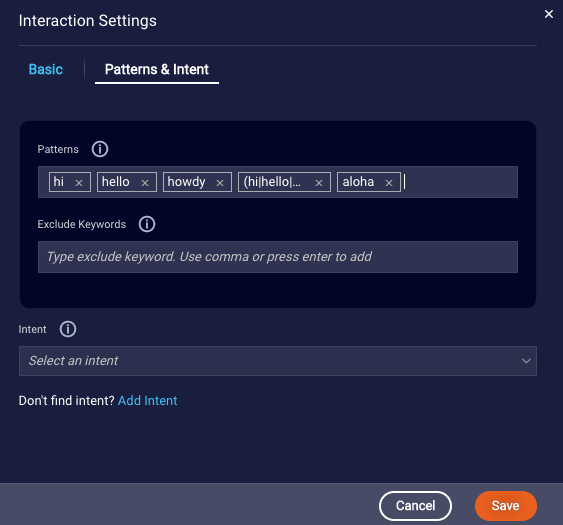 Interaction Settings
Basic
Patterns & Intent
Patterns
hi hello howdy (hi|hello|... aloha
Exclude Keywords
Type exclude keyword. Use comma or press enter to add
Intent
Select an intent
Don't find intent? Add Intent
Cancel Save